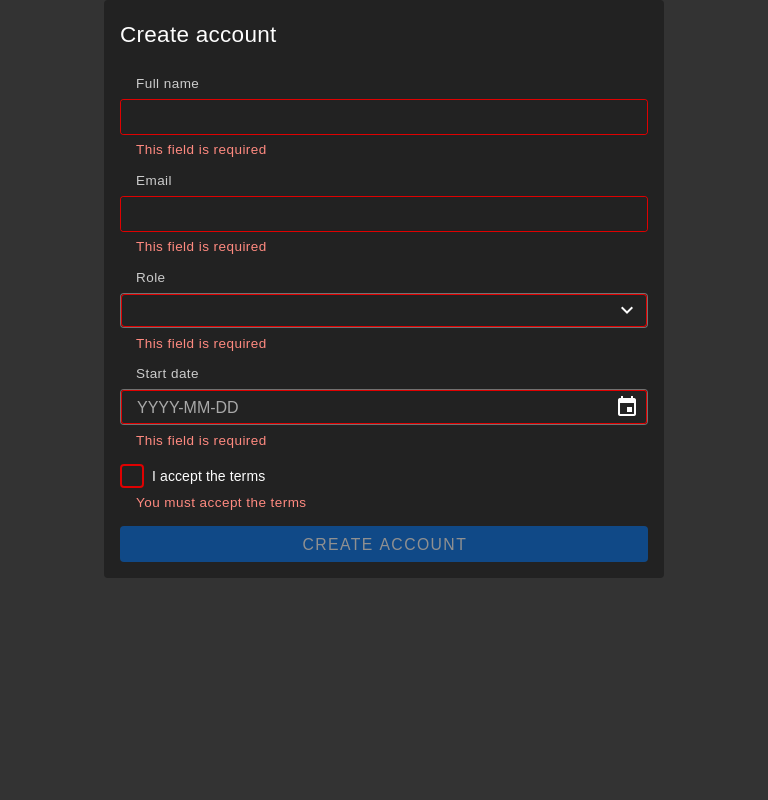 Create account
Full name
This field is required
Email
This field is required
Role
This field is required
Start date
YYYY-MM-DD
This field is required
I accept the terms
You must accept the terms
CREATE ACCOUNT